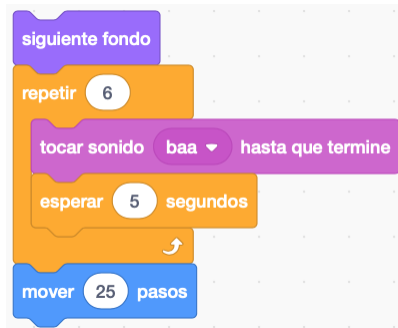 siguiente fondo
repetir 6
tocar sonido baa hasta que termine
esperar 5 segundos
mover 25 pasos